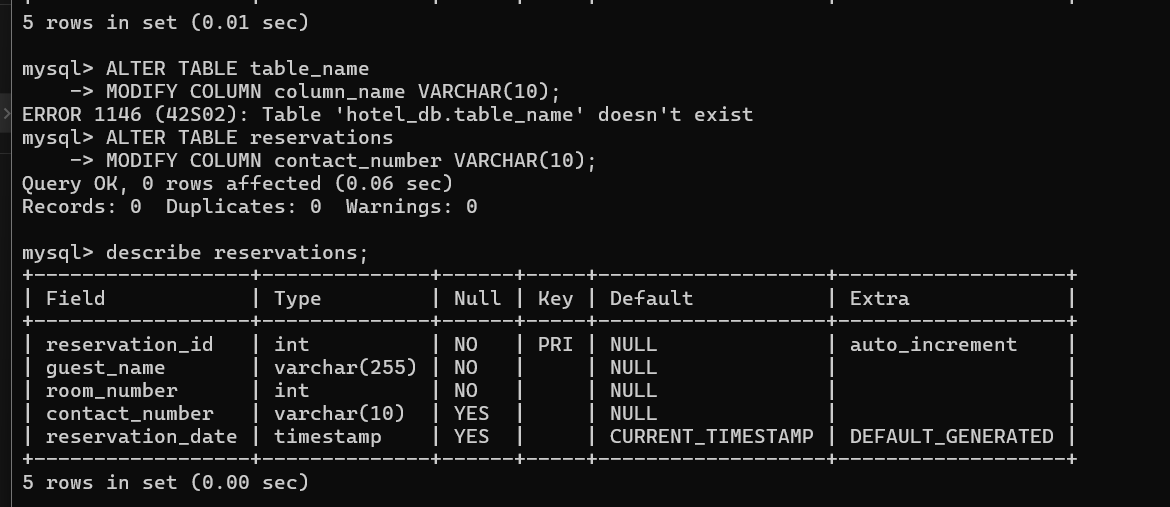 5 rows in set (0.01 sec)
mysql> ALTER TABLE table_name
    -> MODIFY COLUMN column_name VARCHAR(10);
ERROR 1146 (42S02): Table 'hotel_db.table_name' doesn't exist
mysql> ALTER TABLE reservations
    -> MODIFY COLUMN contact_number VARCHAR(10);
Query OK, 0 rows affected (0.06 sec)
Records: 0  Duplicates: 0  Warnings: 0
mysql> describe reservations;
+------------------+--------------+------+-----+-------------------+-------------------+
| Field            | Type         | Null | Key | Default           | Extra             |
+------------------+--------------+------+-----+-------------------+-------------------+
| reservation_id   | int          | NO   | PRI | NULL              | auto_increment    |
| guest_name       | varchar(255) | NO   |     | NULL              |                   |
| room_number      | int          | NO   |     | NULL              |                   |
| contact_number   | varchar(10)  | YES  |     | NULL              |                   |
| reservation_date | timestamp    | YES  |     | CURRENT_TIMESTAMP | DEFAULT_GENERATED |
+------------------+--------------+------+-----+-------------------+-------------------+
5 rows in set (0.00 sec)